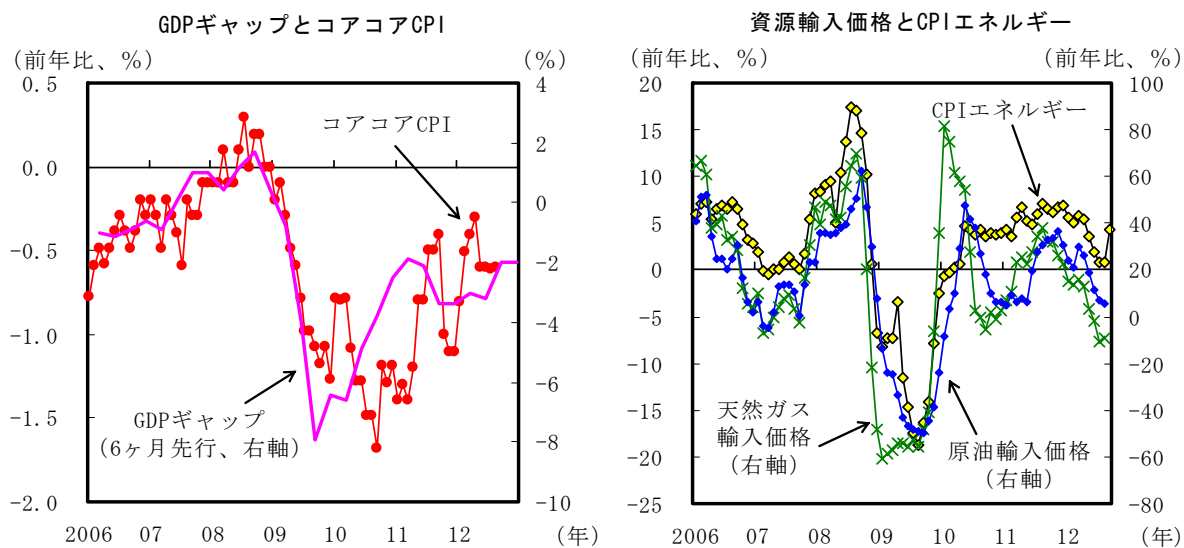 GDPギャップとコアコアCPI
(前年比、%)
(%)
0.5
0.0
-0.5
-1.0
-1.5
-2.0
4
2
0
-2
-4
-6
-8
-10
コアコアCPI
GDPギャップ
(6ヶ月先行、右軸)
2006 07 08 09 10 11 12 (年)
資源輸入価格とCPIエネルギー
(前年比、%)
(前年比、%)
20
15
10
5
0
-5
-10
-15
-20
-25
100
80
60
40
20
0
-20
-40
-60
-80
CPIエネルギー
天然ガス
輸入価格
(右軸)
原油輸入価格
(右軸)
2006 07 08 09 10 11 12 (年)